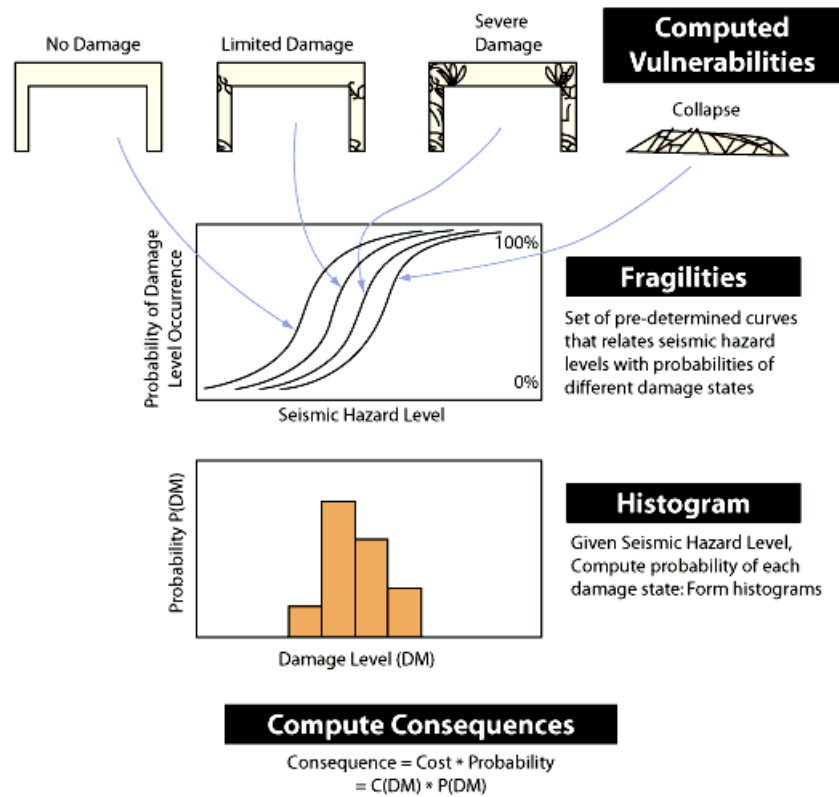 No Damage
Limited Damage
Severe
Damage
Computed
Vulnerabilities
Collapse
Probability of Damage
Level Occurrence
100%
0%
Seismic Hazard Level
Fragilities
Set of pre-determined curves
that relates seismic hazard
levels with probabilities of
different damage states
Probability P(DM)
Damage Level (DM)
Histogram
Given Seismic Hazard Level,
Compute probability of each
damage state: Form histograms
Compute Consequences
Consequence = Cost * Probability
= C(DM) * P(DM)